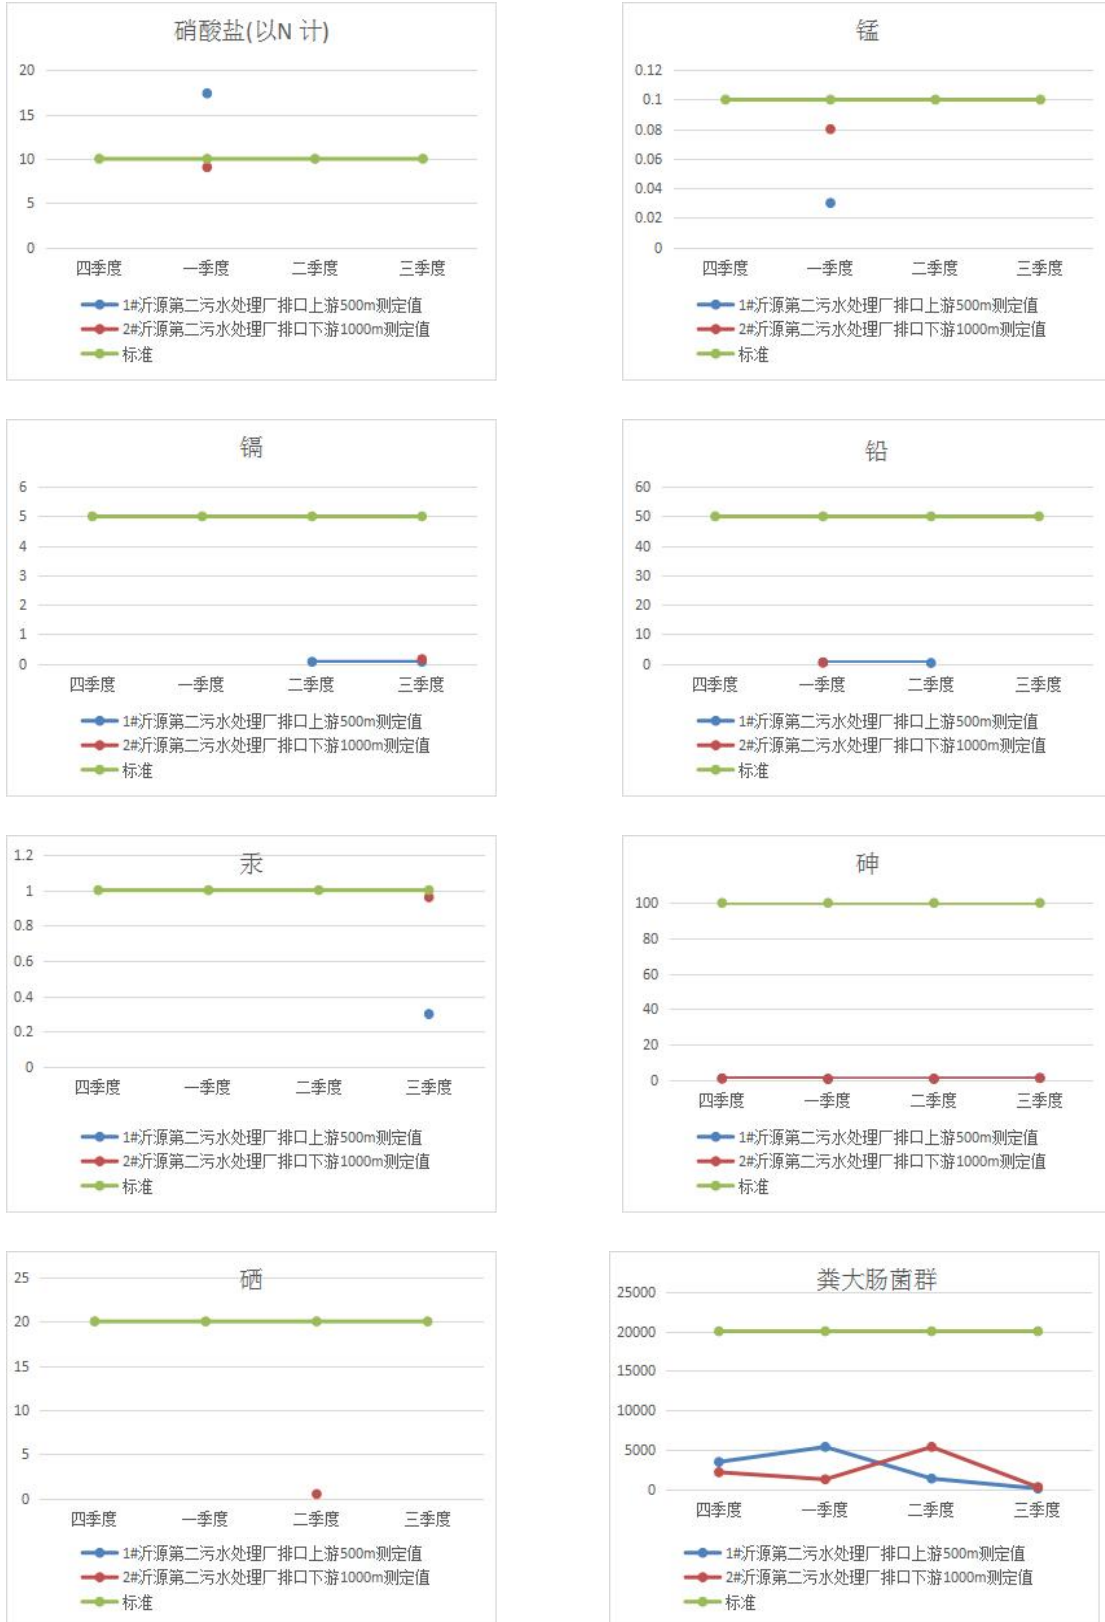 硝酸盐(以N 计)
20
15
10
5
0
四季度 一季度 二季度 三季度
1#沂源第二污水处理厂排口上游500m测定值
2#沂源第二污水处理厂排口下游1000m测定值
标准
锰
0.12
0.1
0.08
0.06
0.04
0.02
0
四季度 一季度 二季度 三季度
1#沂源第二污水处理厂排口上游500m测定值
2#沂源第二污水处理厂排口下游1000m测定值
标准
镉
6
5
4
3
2
1
0
四季度 一季度 二季度 三季度
1#沂源第二污水处理厂排口上游500m测定值
2#沂源第二污水处理厂排口下游1000m测定值
标准
铅
60
50
40
30
20
10
0
四季度 一季度 二季度 三季度
1#沂源第二污水处理厂排口上游500m测定值
2#沂源第二污水处理厂排口下游1000m测定值
标准
汞
1.2
1
0.8
0.6
0.4
0.2
0
四季度 一季度 二季度 三季度
1#沂源第二污水处理厂排口上游500m测定值
2#沂源第二污水处理厂排口下游1000m测定值
标准
砷
100
80
60
40
20
0
四季度 一季度 二季度 三季度
1#沂源第二污水处理厂排口上游500m测定值
2#沂源第二污水处理厂排口下游1000m测定值
标准
硒
25
20
15
10
5
0
四季度 一季度 二季度 三季度
1#沂源第二污水处理厂排口上游500m测定值
2#沂源第二污水处理厂排口下游1000m测定值
标准
粪大肠菌群
25000
20000
15000
10000
5000
0
四季度 一季度 二季度 三季度
1#沂源第二污水处理厂排口上游500m测定值
2#沂源第二污水处理厂排口下游1000m测定值
标准